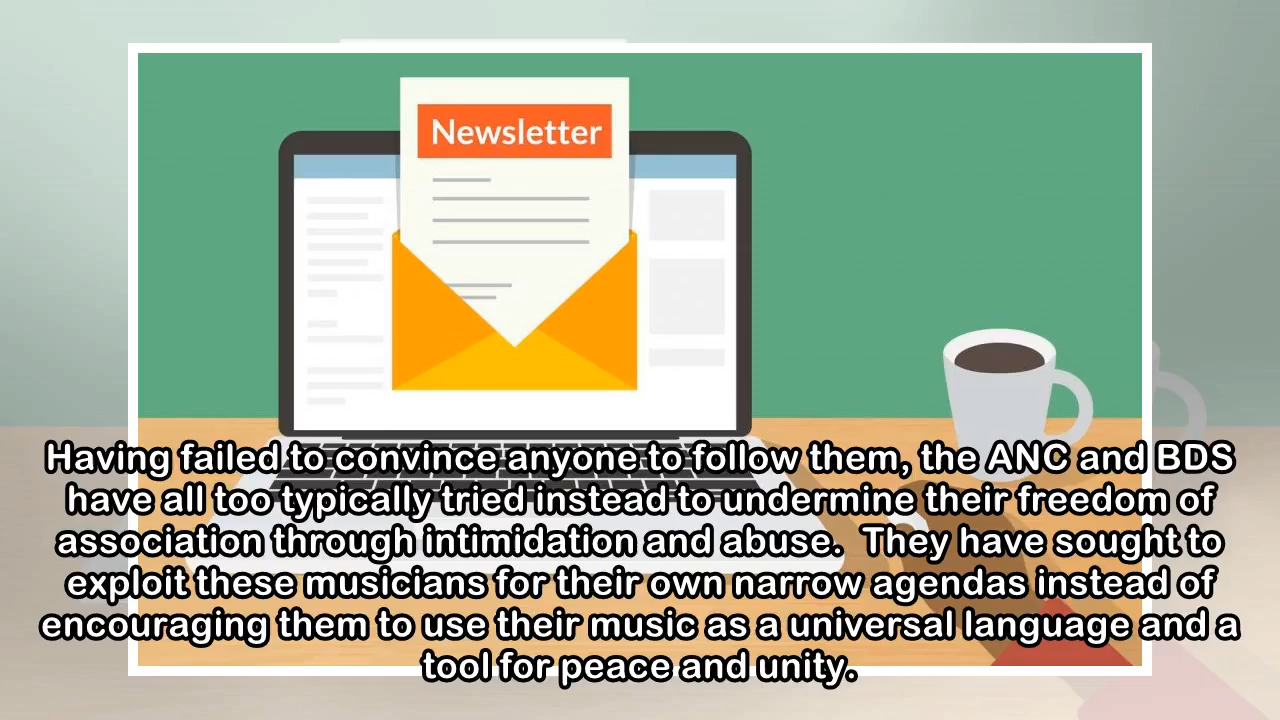 Newsletter
Having failed to convince anyone to follow them, the ANC and BDS
have all too typically tried instead to undermine their freedom of
association through intimidation and abuse.  They have sought to
exploit these musicians for their own narrow agendas instead of
encouraging them to use their music as a universal language and a
tool for peace and unity.